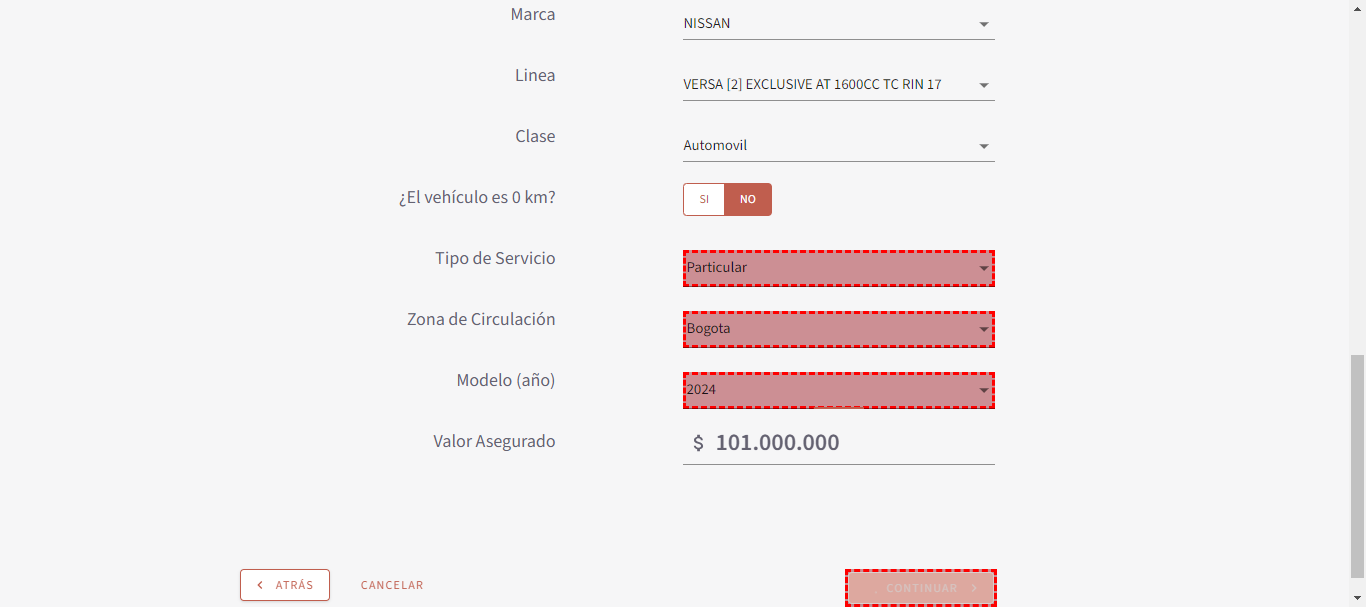 Marca
NISSAN
Linea
VERSA [2] EXCLUSIVE AT 1600CC TC RIN 17
Clase
Automovil
¿El vehículo es 0 km?
SI NO
Tipo de Servicio
Particular
Zona de Circulación
Bogota
Modelo (año)
2024
Valor Asegurado
$ 101.000.000
ATRÁS
CANCELAR
CONTINUAR